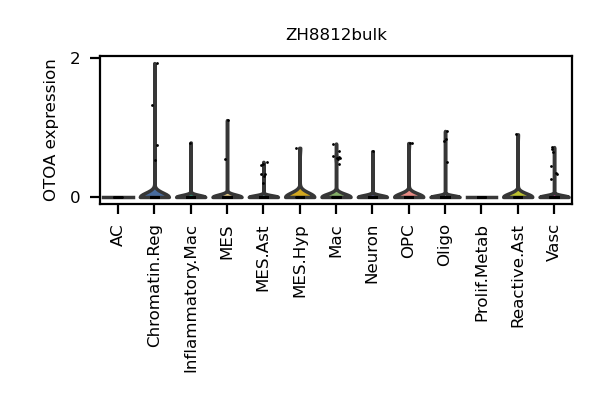 ZH8812bulk
OTOA expression
2
0
AC
Chromatin.Reg
Inflammatory.Mac
MES
MES.Ast
MES.Hyp
Mac
Neuron
OPC
Oligo
Prolif.Metab
Reactive.Ast
Vasc